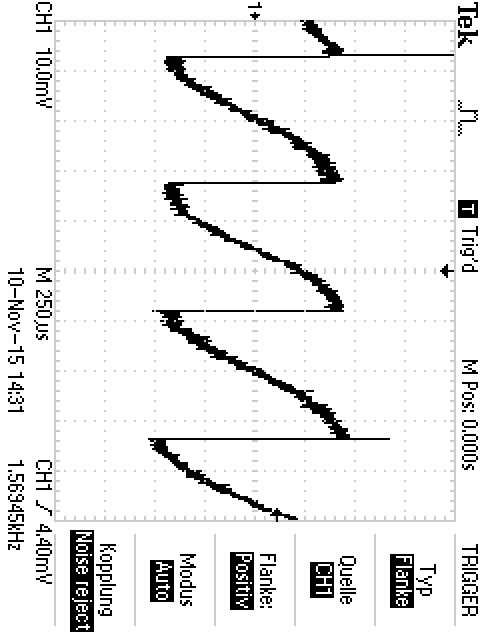 Tek
T Trig'd
M Pos: 0.000s
TRIGGER
Typ
Flanke
Quelle
CH1
Flanke:
Positiv
Modus
Auto
Kopplung
Noise reject
1
CH1 10.0mV
M 250µs
CH1 / 4.40mV
10-Nov-15 14:31
1.56945kHz